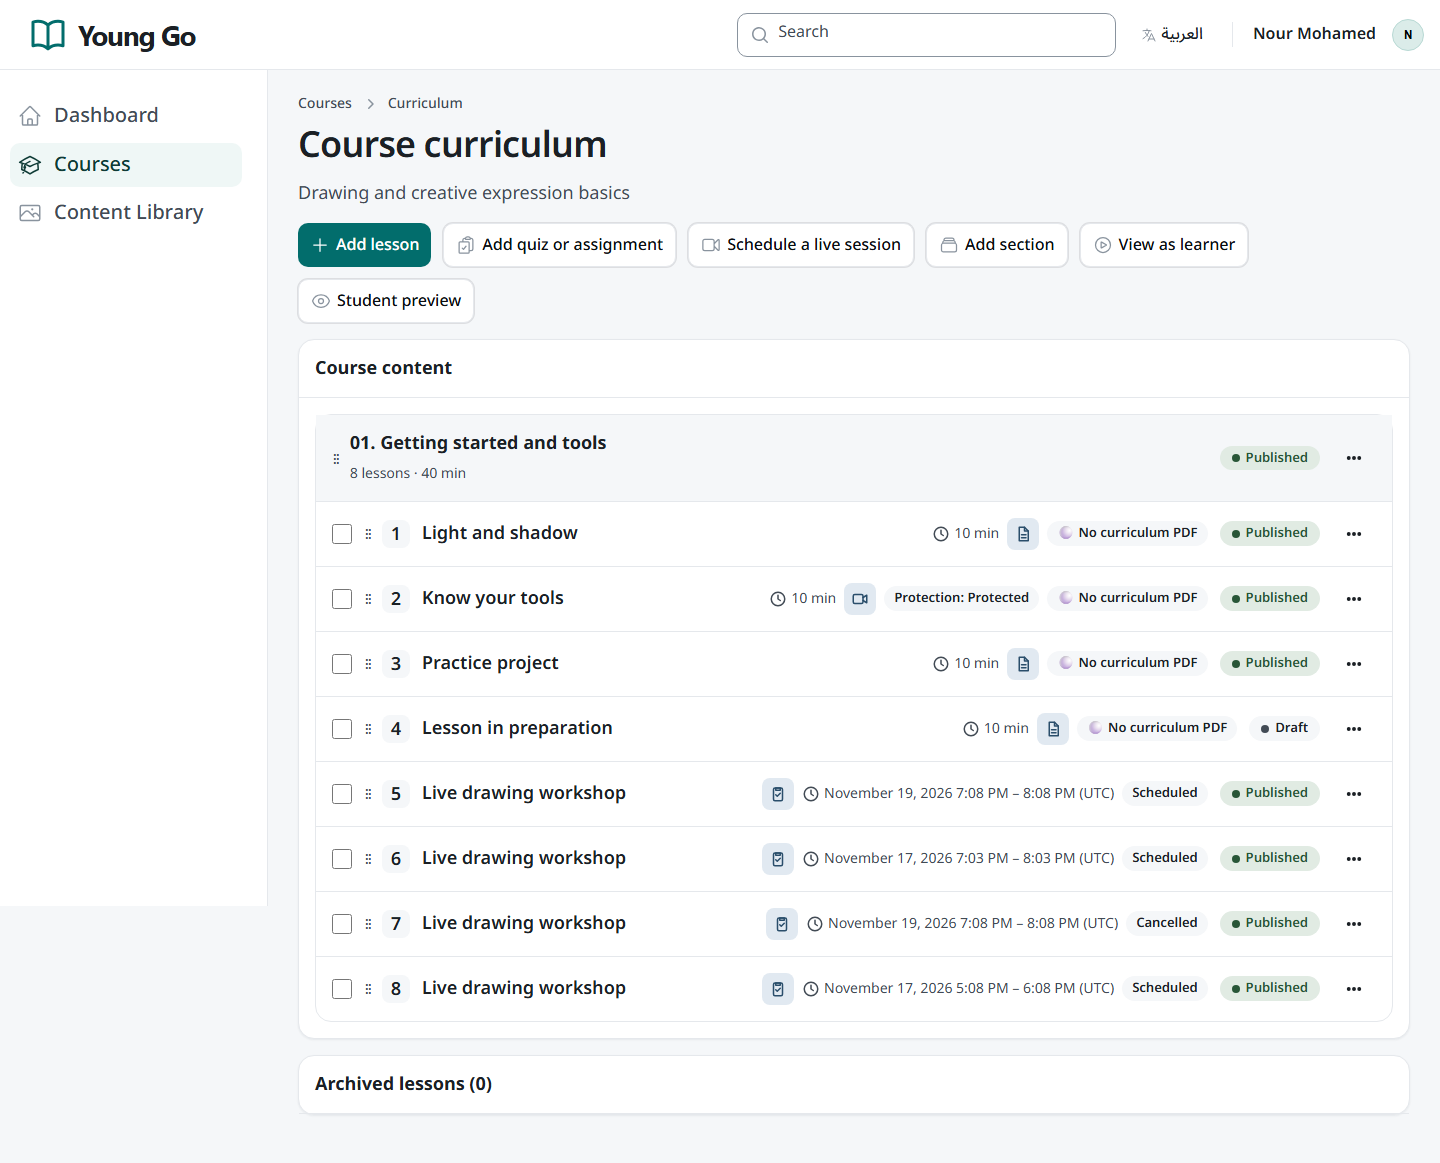 Young Go
Search
العربية
Nour Mohamed
N
Dashboard
Courses
Content Library
Courses
Curriculum
Course curriculum
Drawing and creative expression basics
Add lesson
Add quiz or assignment
Schedule a live session
Add section
View as learner
Student preview
Course content
01. Getting started and tools
8 lessons · 40 min
Published
1 Light and shadow 10 min No curriculum PDF Published
2 Know your tools 10 min Protection: Protected No curriculum PDF Published
3 Practice project 10 min No curriculum PDF Published
4 Lesson in preparation 10 min No curriculum PDF Draft
5 Live drawing workshop November 19, 2026 7:08 PM – 8:08 PM (UTC) Scheduled Published
6 Live drawing workshop November 17, 2026 7:03 PM – 8:03 PM (UTC) Scheduled Published
7 Live drawing workshop November 19, 2026 7:08 PM – 8:08 PM (UTC) Cancelled Published
8 Live drawing workshop November 17, 2026 5:08 PM – 6:08 PM (UTC) Scheduled Published
Archived lessons (0)